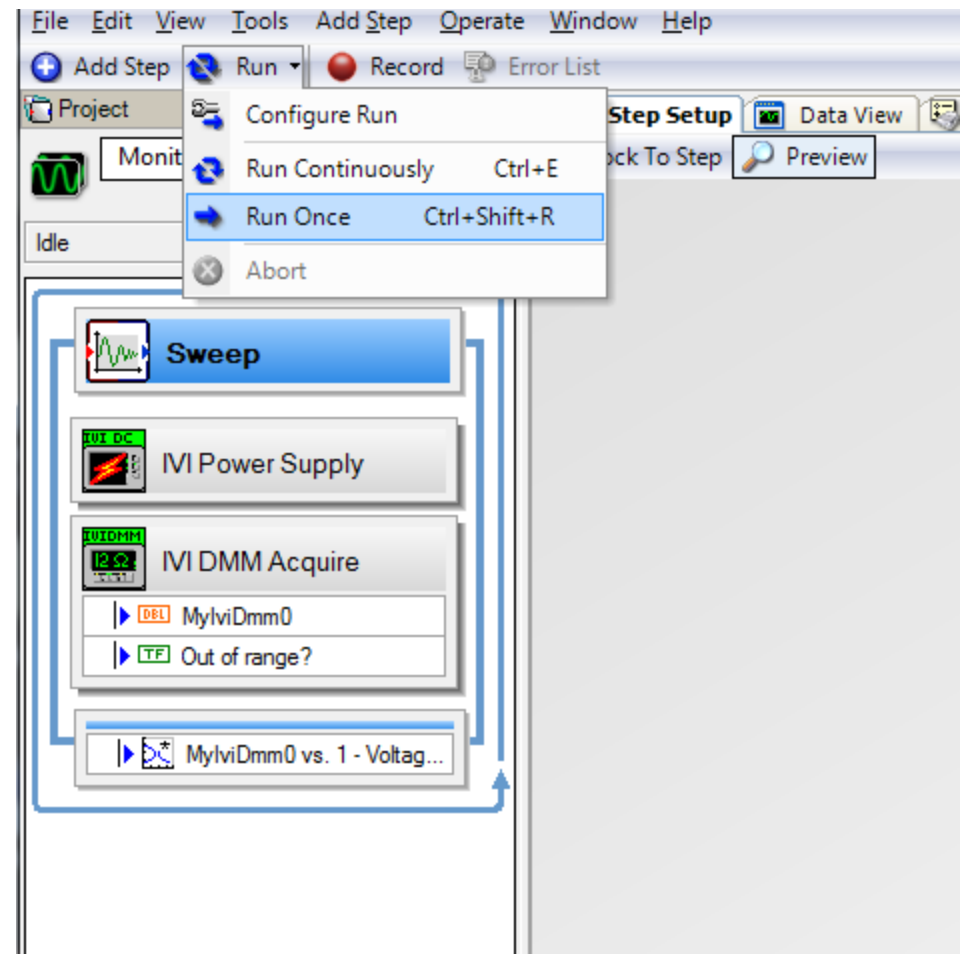 File Edit View Tools Add Step Operate Window Help
Add Step Run Record Error List
Project Step Setup Data View
Configure Run
Monit ock To Step Preview
Run Continuously Ctrl+E
Run Once Ctrl+Shift+R
Idle
Abort
Sweep
IVI DC
IVI Power Supply
IVIDMM
12 Ω
IVI DMM Acquire
DBL MyIviDmm0
TF Out of range?
MyIviDmm0 vs. 1 - Voltag...